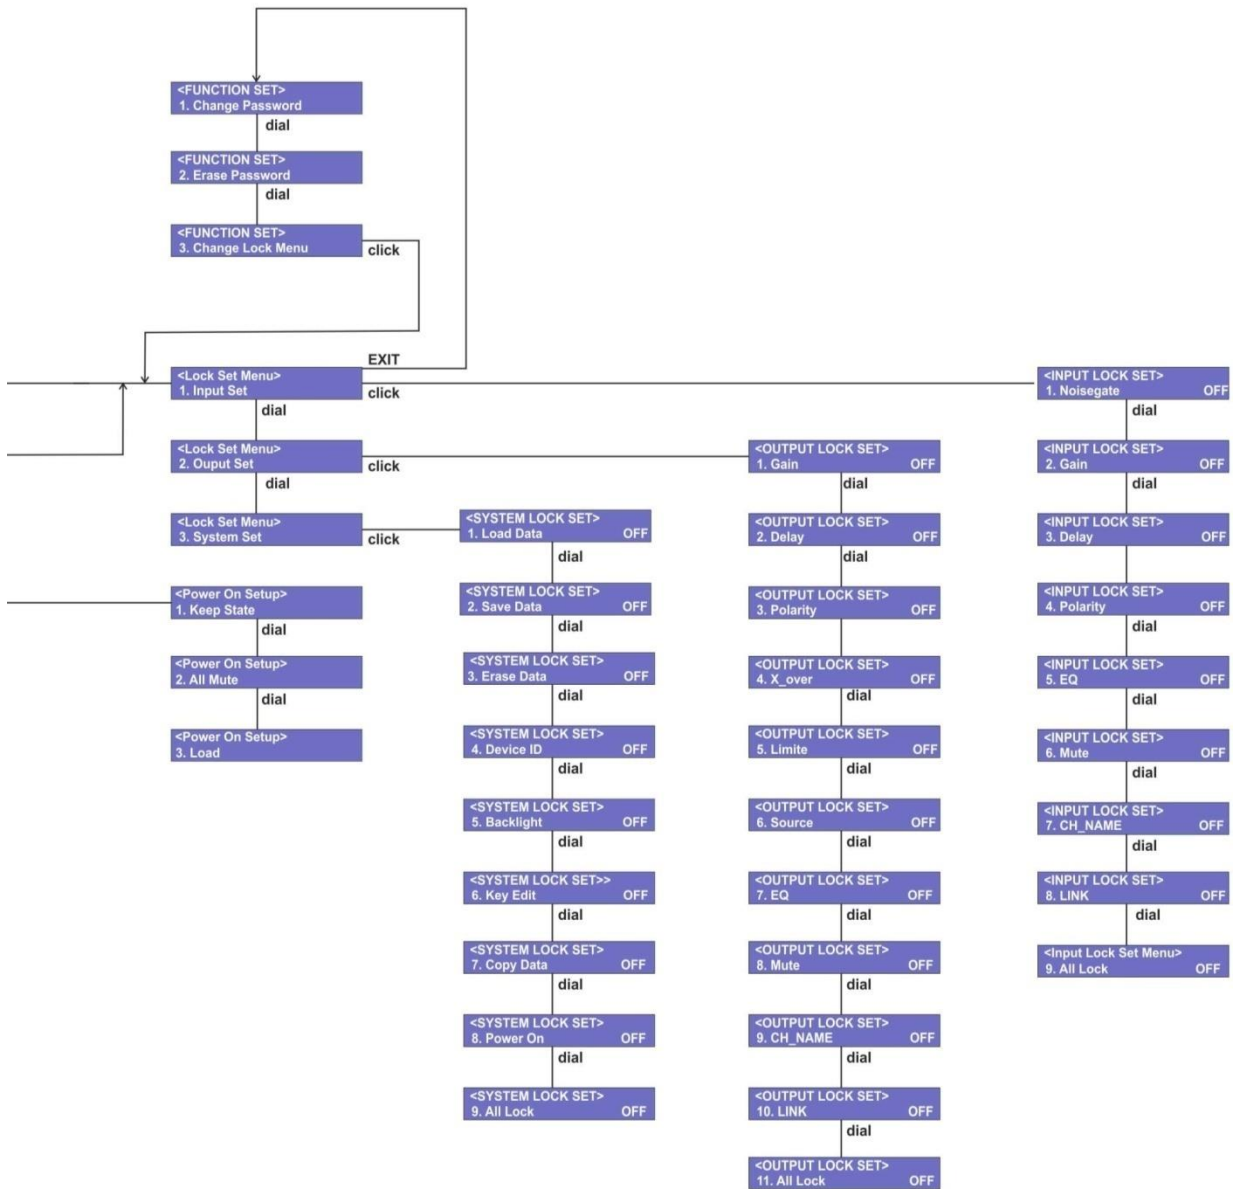 <FUNCTION SET>
1. Change Password
dial
<FUNCTION SET>
2. Erase Password
dial
<FUNCTION SET>
3. Change Lock Menu
click
EXIT
<Lock Set Menu>
1. Input Set
click
dial
<Lock Set Menu>
2. Ouput Set
click
dial
<Lock Set Menu>
3. System Set
click
<Power On Setup>
1. Keep State
dial
<Power On Setup>
2. All Mute
dial
<Power On Setup>
3. Load
<SYSTEM LOCK SET>
1. Load Data OFF
dial
<SYSTEM LOCK SET>
2. Save Data OFF
dial
<SYSTEM LOCK SET>
3. Erase Data OFF
dial
<SYSTEM LOCK SET>
4. Device ID OFF
dial
<SYSTEM LOCK SET>
5. Backlight OFF
dial
<SYSTEM LOCK SET>>
6. Key Edit OFF
dial
<SYSTEM LOCK SET>
7. Copy Data OFF
dial
<SYSTEM LOCK SET>
8. Power On OFF
dial
<SYSTEM LOCK SET>
9. All Lock OFF
<OUTPUT LOCK SET>
1. Gain OFF
dial
<OUTPUT LOCK SET>
2. Delay OFF
dial
<OUTPUT LOCK SET>
3. Polarity OFF
<OUTPUT LOCK SET>
4. X_over OFF
dial
<OUTPUT LOCK SET>
5. Limite OFF
dial
<OUTPUT LOCK SET>
6. Source OFF
dial
<OUTPUT LOCK SET>
7. EQ OFF
dial
<OUTPUT LOCK SET>
8. Mute OFF
dial
<OUTPUT LOCK SET>
9. CH_NAME OFF
dial
<OUTPUT LOCK SET>
10. LINK OFF
dial
<OUTPUT LOCK SET>
11. All Lock OFF
<INPUT LOCK SET>
1. Noisegate OFF
dial
<INPUT LOCK SET>
2. Gain OFF
dial
<INPUT LOCK SET>
3. Delay OFF
<INPUT LOCK SET>
4. Polarity OFF
dial
<INPUT LOCK SET>
5. EQ OFF
dial
<INPUT LOCK SET>
6. Mute OFF
dial
<INPUT LOCK SET>
7. CH_NAME OFF
dial
<INPUT LOCK SET>
8. LINK OFF
dial
<Input Lock Set Menu>
9. All Lock OFF